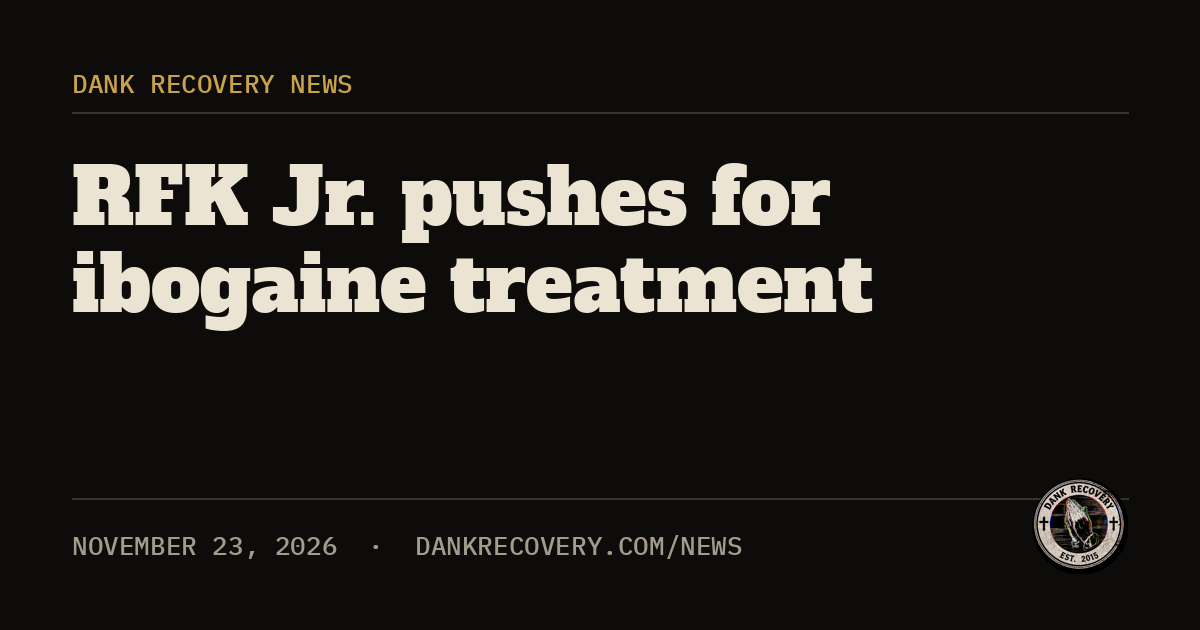 DANK RECOVERY NEWS
RFK Jr. pushes for
ibogaine treatment
NOVEMBER 23, 2026 · DANKRECOVERY.COM/NEWS
DANK RECOVERY
EST. 2015